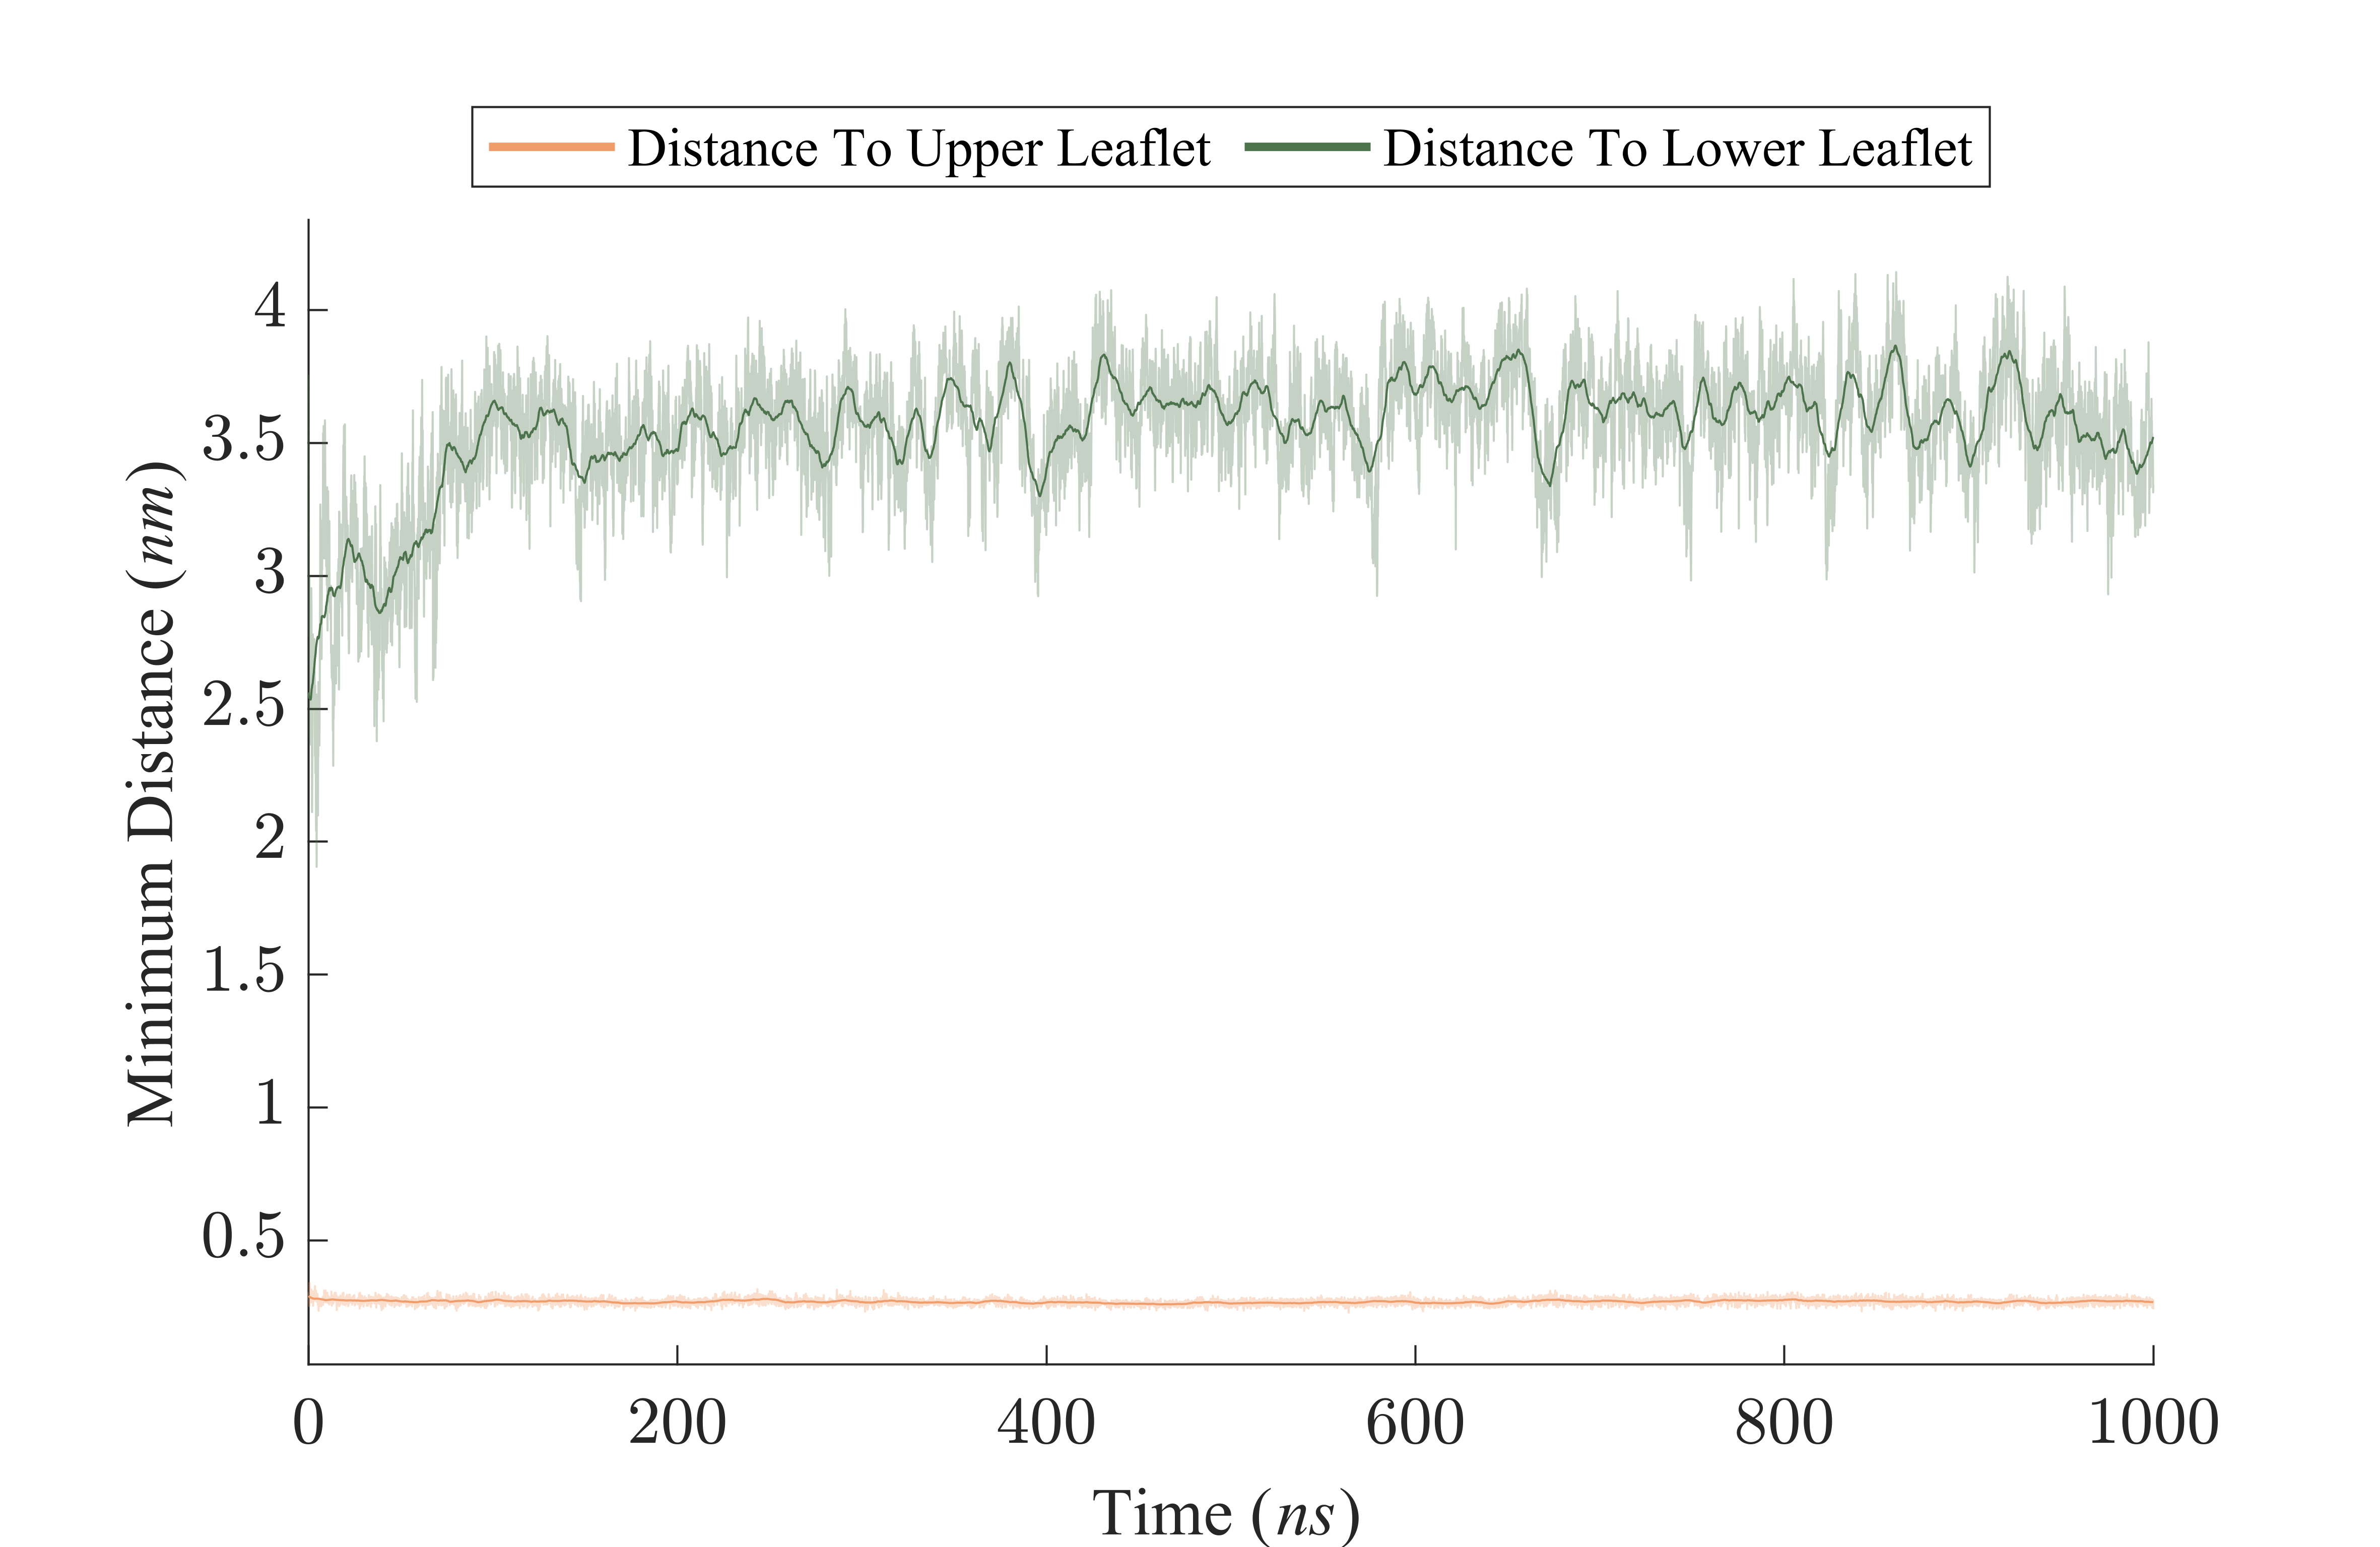 Distance To Upper Leaflet Distance To Lower Leaflet
4
3.5
3
2.5
2
1.5
1
0.5
Minimum Distance (nm)
0 200 400 600 800 1000
Time (ns)